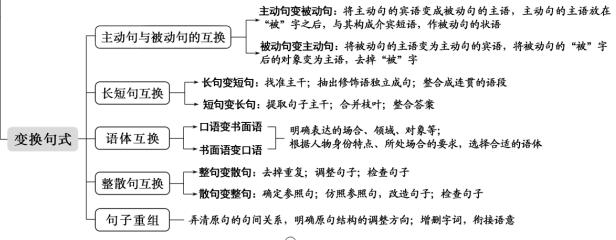 主动句变被动句：将主动句的宾语变成被动句的主语，主动句的主语放在
“被”字之后，与其构成介宾短语，作被动句的状语
主动句与被动句的互换
被动句变主动句：将被动句的主语变为主动句的宾语，将被动句的“被”字
后的对象变为主语，去掉“被”字
长短句互换
长句变短句：找准主干；抽出修饰语独立成句；整合成连贯的语段
短句变长句：提取句子主干；合并枝叶；整合答案
变换句式
语体互换
口语变书面语
书面语变口语
明确表达的场合、领域、对象等；
根据人物身份特点、所处场合的要求，选择合适的语体
整散句互换
整句变散句：去掉重复；调整句子；检查句子
散句变整句：确定参照句；仿照参照句，改造句子；检查句子
句子重组
弄清原句的句间关系，明确原句结构的调整方向；增删字词，衔接语意